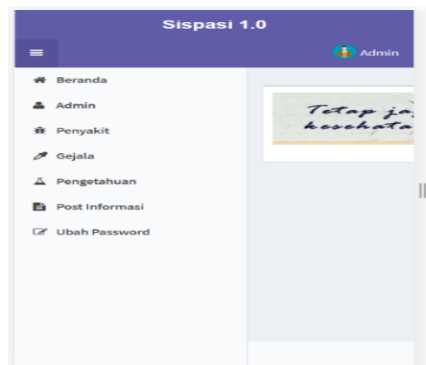 Sispasi 1.0
Admin
Beranda
Admin
Penyakit
Gejala
Pengetahuan
Post Informasi
Ubah Password
Tetap ja
kesehata